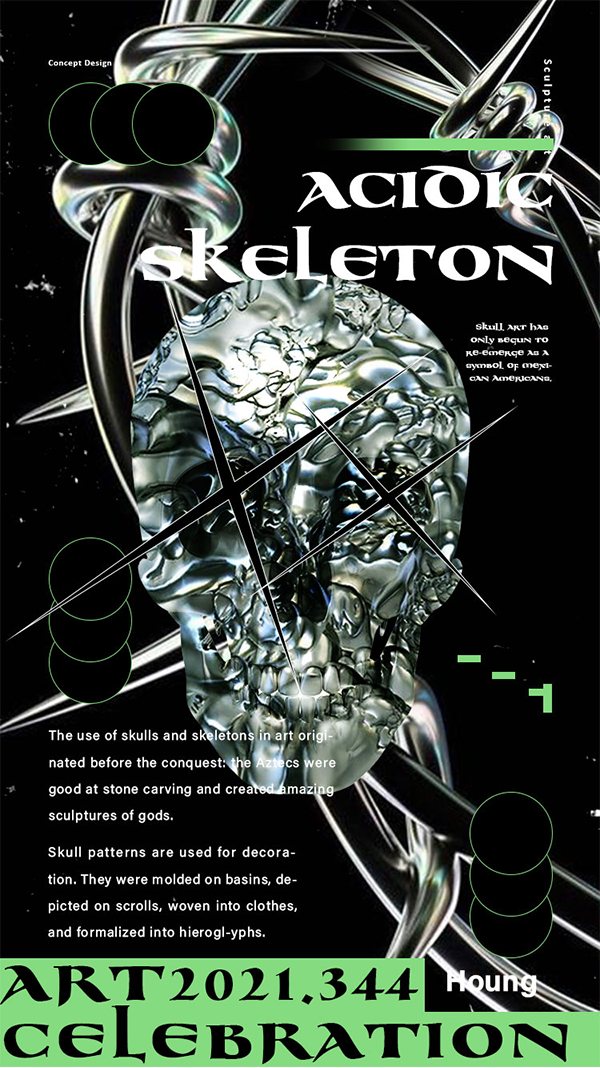 Concept Design
Sculpture art
ACIDIC
SKELETON
Skull art has
only begun to
re-emerge as a
symbol of Mexi-
can Americans.
The use of skulls and skeletons in art origi-
nated before the conquest: the Aztecs were
good at stone carving and created amazing
sculptures of gods.
Skull patterns are used for decora-
tion. They were molded on basins, de-
picted on scrolls, woven into clothes,
and formalized into hierogl-yphs.
Houng
ART2021.344
CELEBRATION